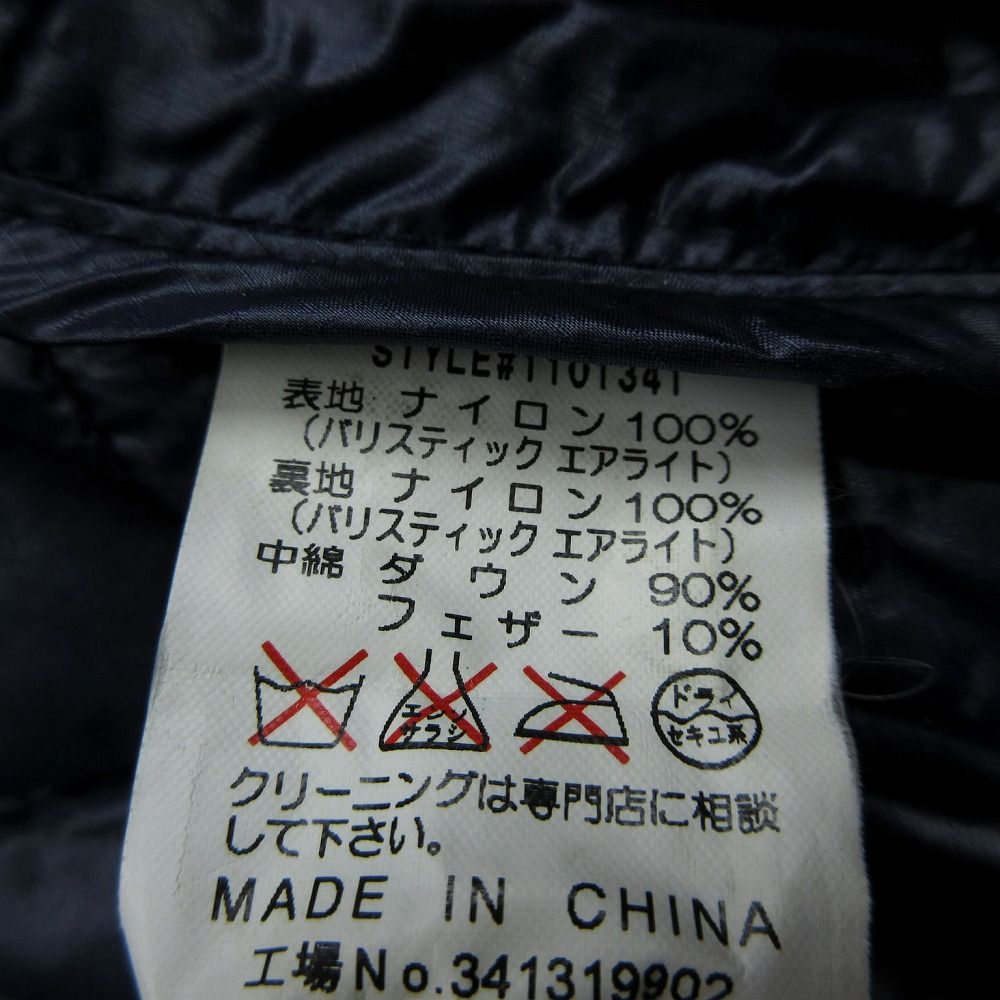 STYLE#1101341
表地 ナイロン 100%
(バリスティック エアライト)
裏地 ナイロン 100%
(バリスティック エアライト)
中綿 ダウン 90%
フェザー 10%
エンソ サラシ
ドライ セキユ系
クリーニングは専門店に相談
して下さい。
MADE IN CHINA
工場No.341319902